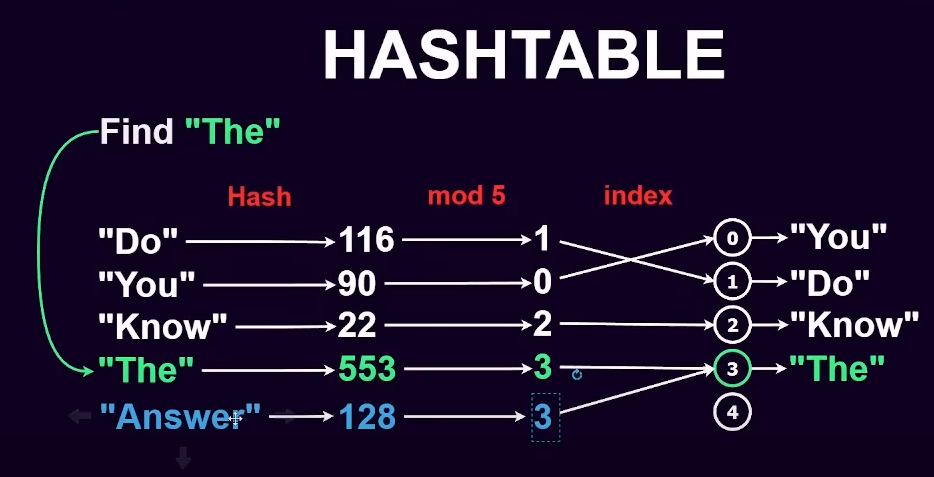 HASHTABLE
Find "The"
Hash mod 5 index
"Do" 116 1 0 "You"
"You" 90 0 1 "Do"
"Know" 22 2 2 "Know"
"The" 553 3 3 "The"
"Answer" 128 3 4